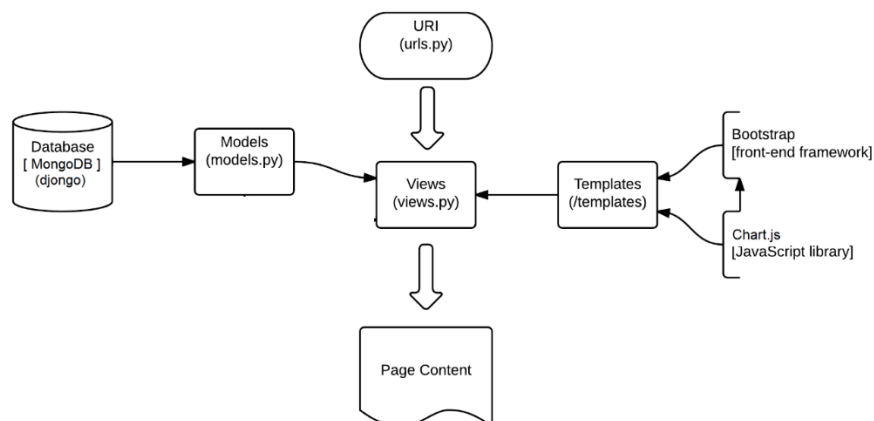 URI
(urls.py)
Database
[ MongoDB ]
(djongo)
Models
(models.py)
Views
(views.py)
Templates
(/templates)
Bootstrap
[front-end framework]
Chart.js
[JavaScript library]
Page Content